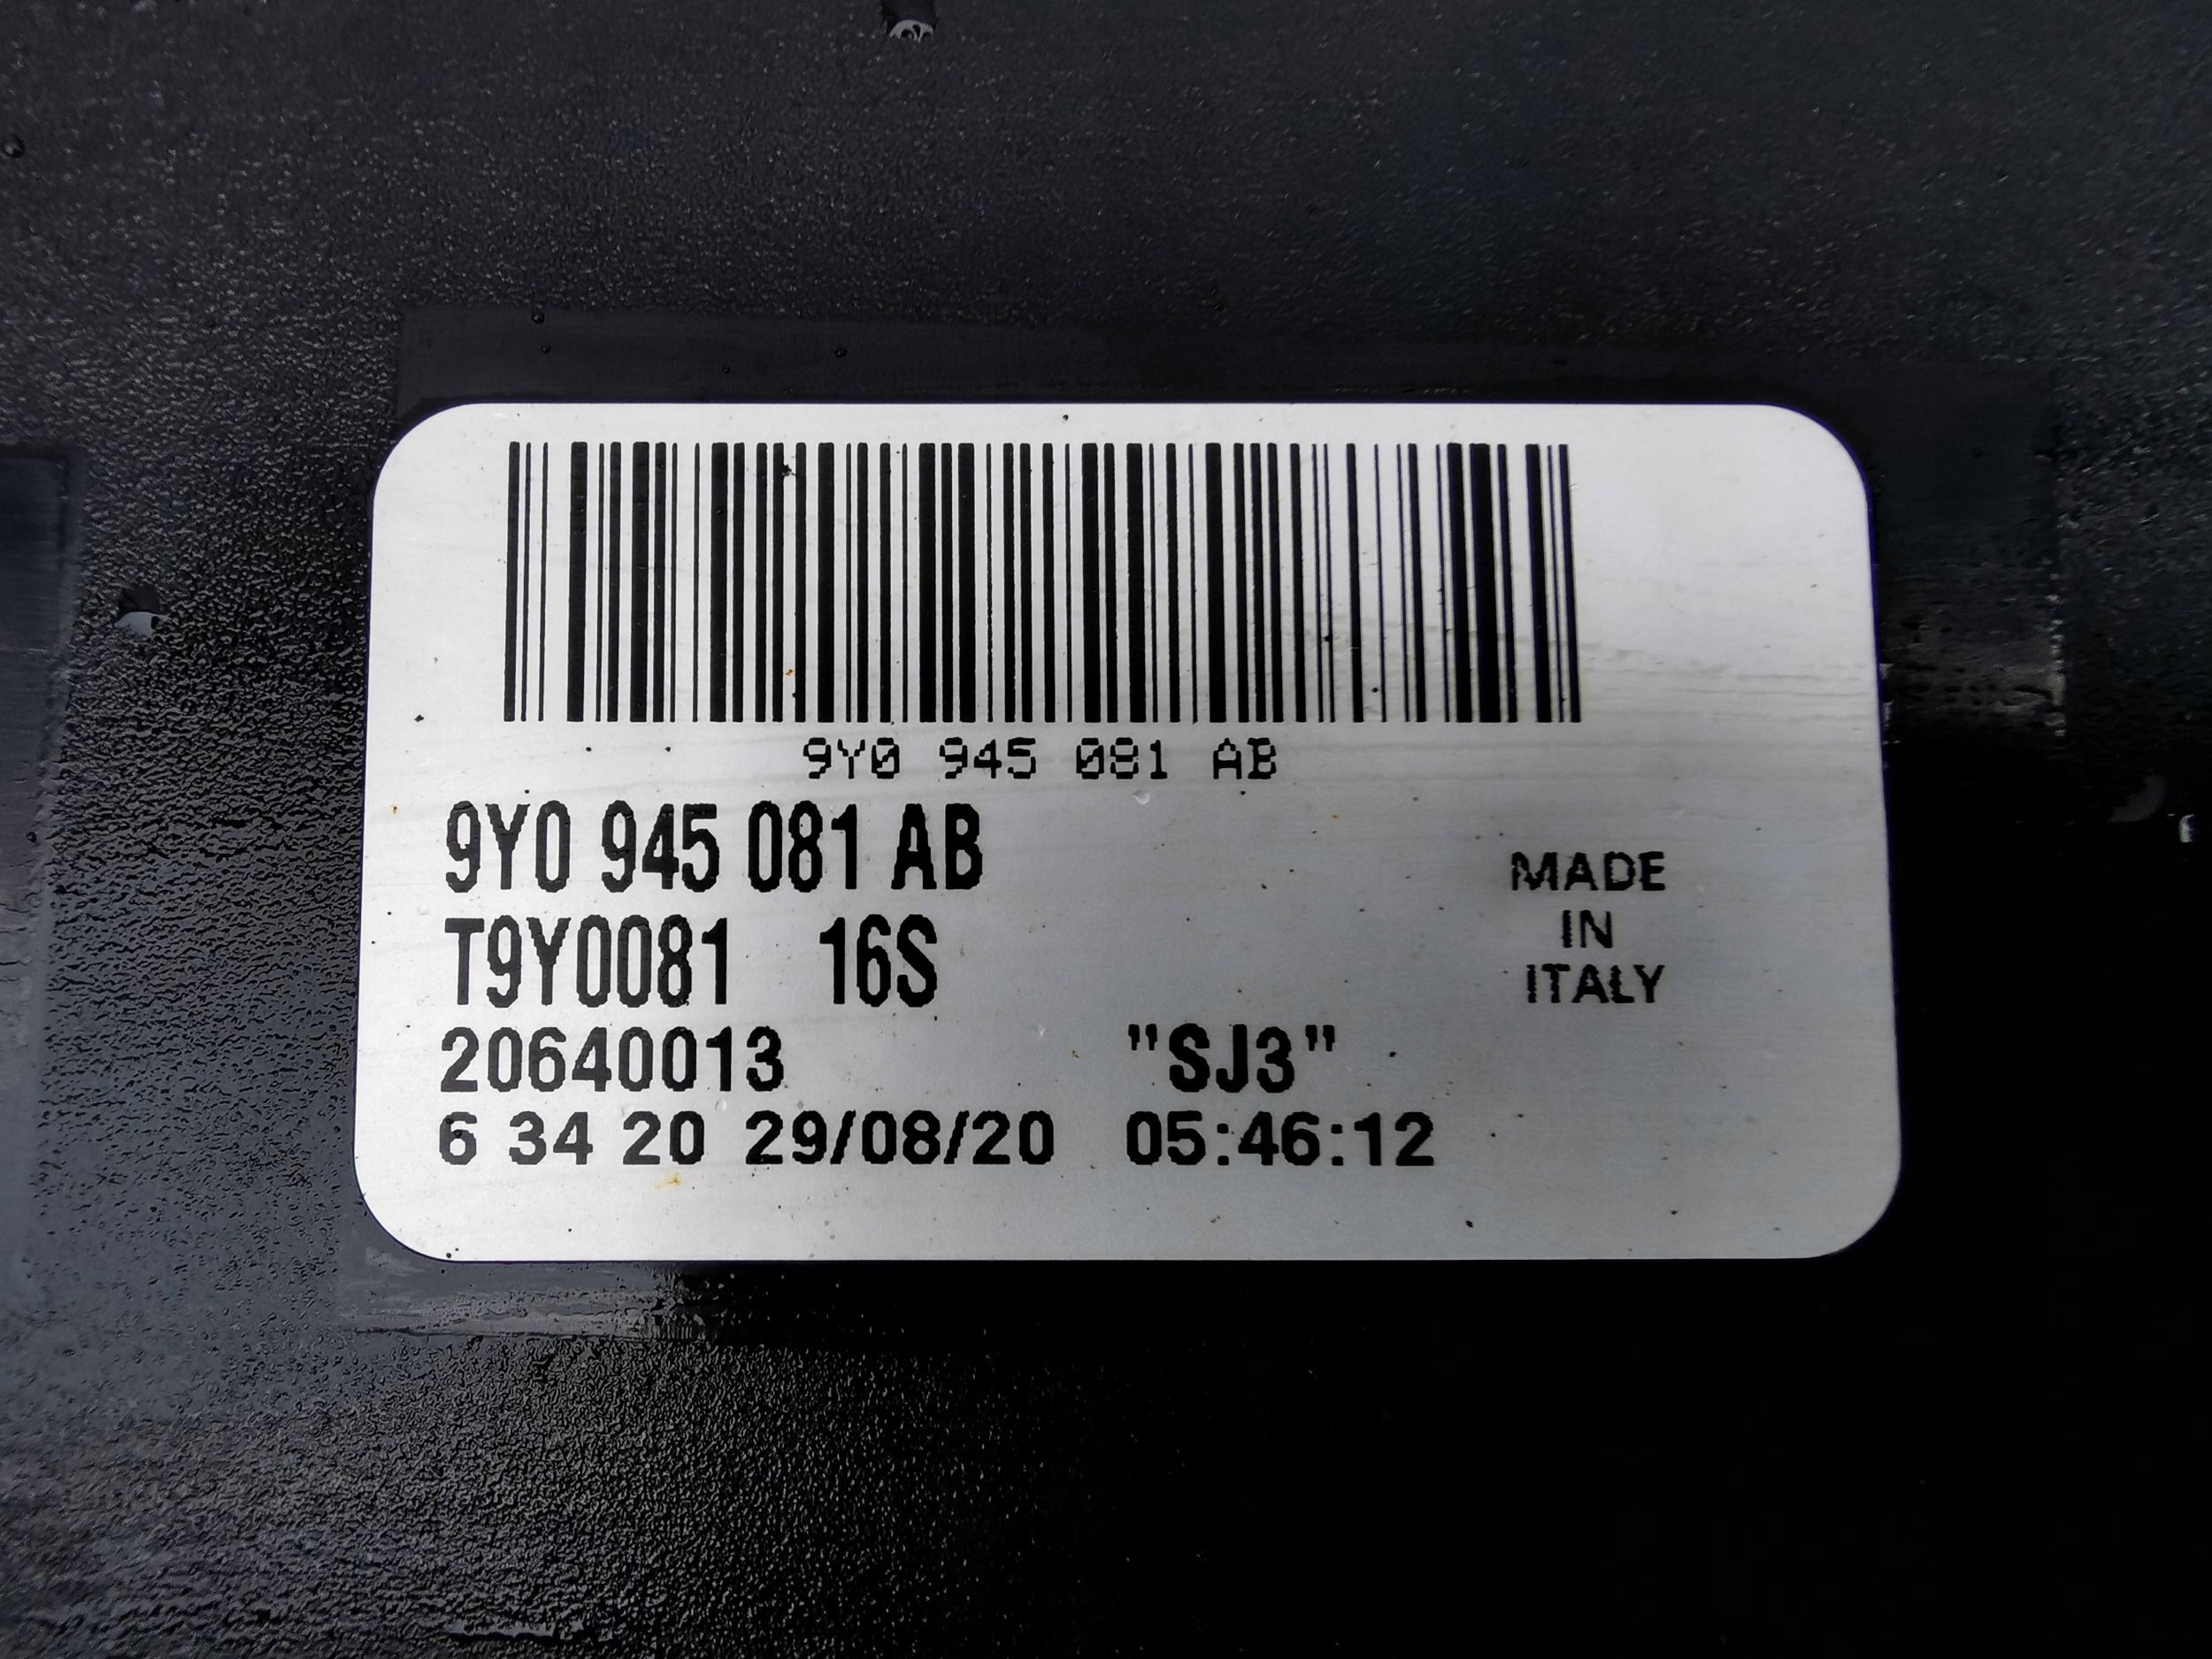 9Y0 945 081 AB
9Y0 945 081 AB
T9Y0081 16S
MADE
IN
ITALY
20640013 "SJ3"
6 34 20 29/08/20 05:46:12